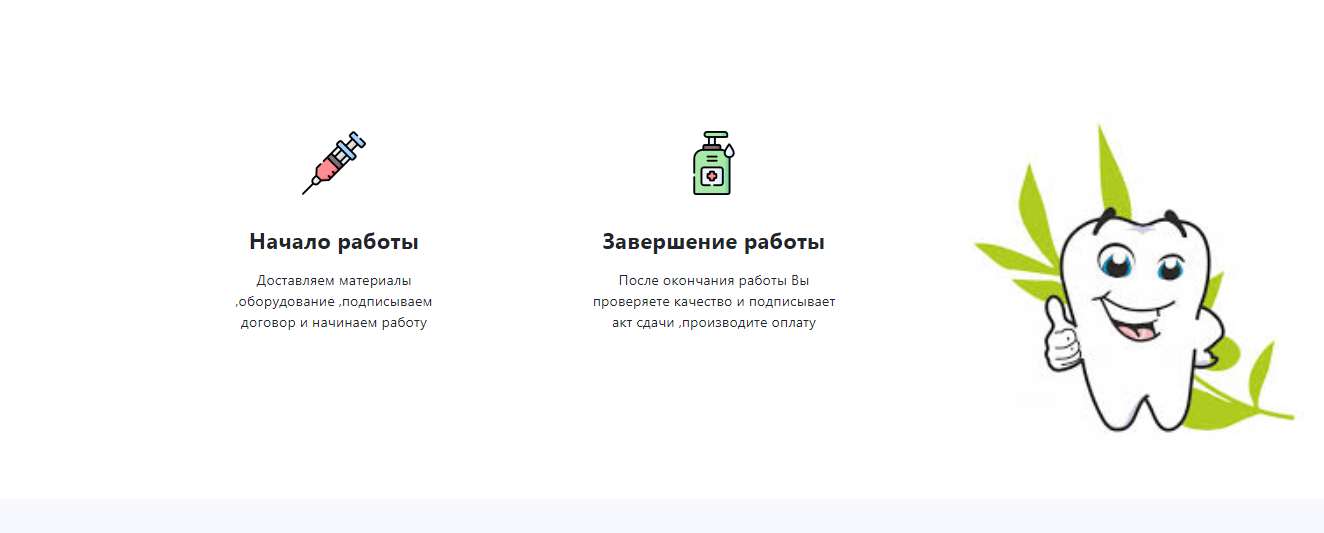 Начало работы
Доставляем материалы
,оборудование ,подписываем
договор и начинаем работу
Завершение работы
После окончания работы Вы
проверяете качество и подписывает
акт сдачи ,производите оплату